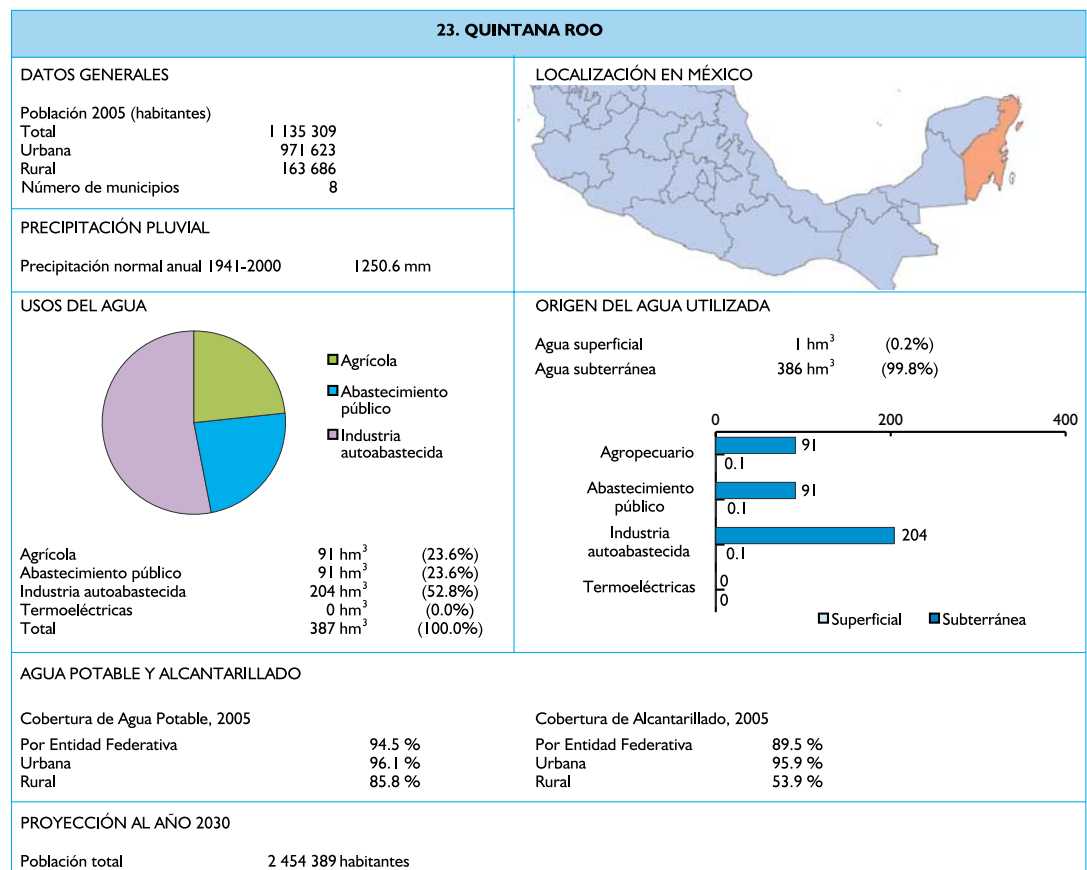 23. QUINTANA ROO
DATOS GENERALES
Población 2005 (habitantes)
Total 1 135 309
Urbana 971 623
Rural 163 686
Número de municipios 8
PRECIPITACIÓN PLUVIAL
Precipitación normal anual 1941-2000 1250.6 mm
LOCALIZACIÓN EN MÉXICO
USOS DEL AGUA
Agrícola
Abastecimiento
público
Industria
autoabastecida
Agrícola 91 hm³ (23.6%)
Abastecimiento público 91 hm³ (23.6%)
Industria autoabastecida 204 hm³ (52.8%)
Termoeléctricas 0 hm³ (0.0%)
Total 387 hm³ (100.0%)
ORIGEN DEL AGUA UTILIZADA
Agua superficial 1 hm³ (0.2%)
Agua subterránea 386 hm³ (99.8%)
0 200 400
Agropecuario 91
0.1
Abastecimiento
público 91
0.1
Industria
autoabastecida 204
0.1
Termoeléctricas 0
0
Superficial Subterránea
AGUA POTABLE Y ALCANTARILLADO
Cobertura de Agua Potable, 2005
Por Entidad Federativa 94.5 %
Urbana 96.1 %
Rural 85.8 %
Cobertura de Alcantarillado, 2005
Por Entidad Federativa 89.5 %
Urbana 95.9 %
Rural 53.9 %
PROYECCIÓN AL AÑO 2030
Población total 2 454 389 habitantes